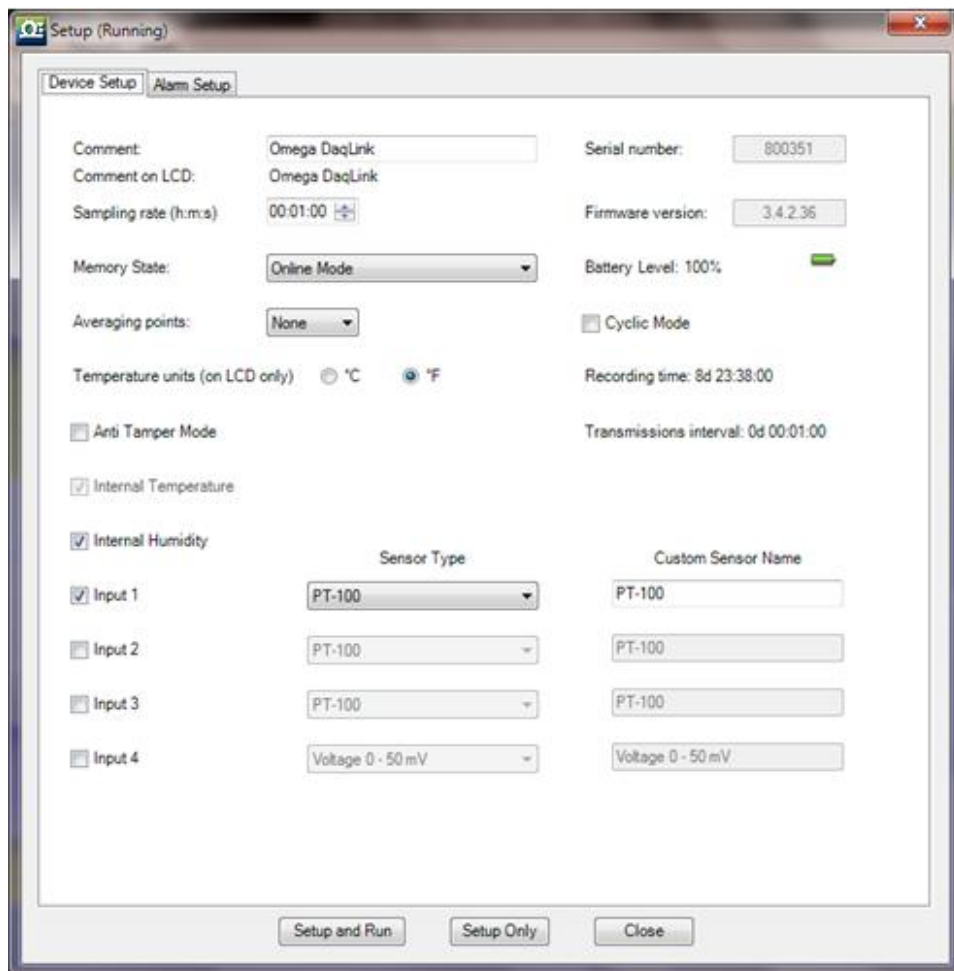 OE Setup (Running)
Device Setup Alarm Setup
Comment: Omega DaqLink Serial number: 800351
Comment on LCD: Omega DaqLink
Sampling rate (h:m:s) 00:01:00 Firmware version: 3.4.2.36
Memory State: Online Mode Battery Level: 100%
Averaging points: None Cyclic Mode
Temperature units (on LCD only) °C °F Recording time: 8d 23:38:00
Anti Tamper Mode Transmissions interval: 0d 00:01:00
Internal Temperature
Internal Humidity
Sensor Type Custom Sensor Name
Input 1 PT-100 PT-100
Input 2 PT-100 PT-100
Input 3 PT-100 PT-100
Input 4 Voltage 0 - 50 mV Voltage 0 - 50 mV
Setup and Run Setup Only Close